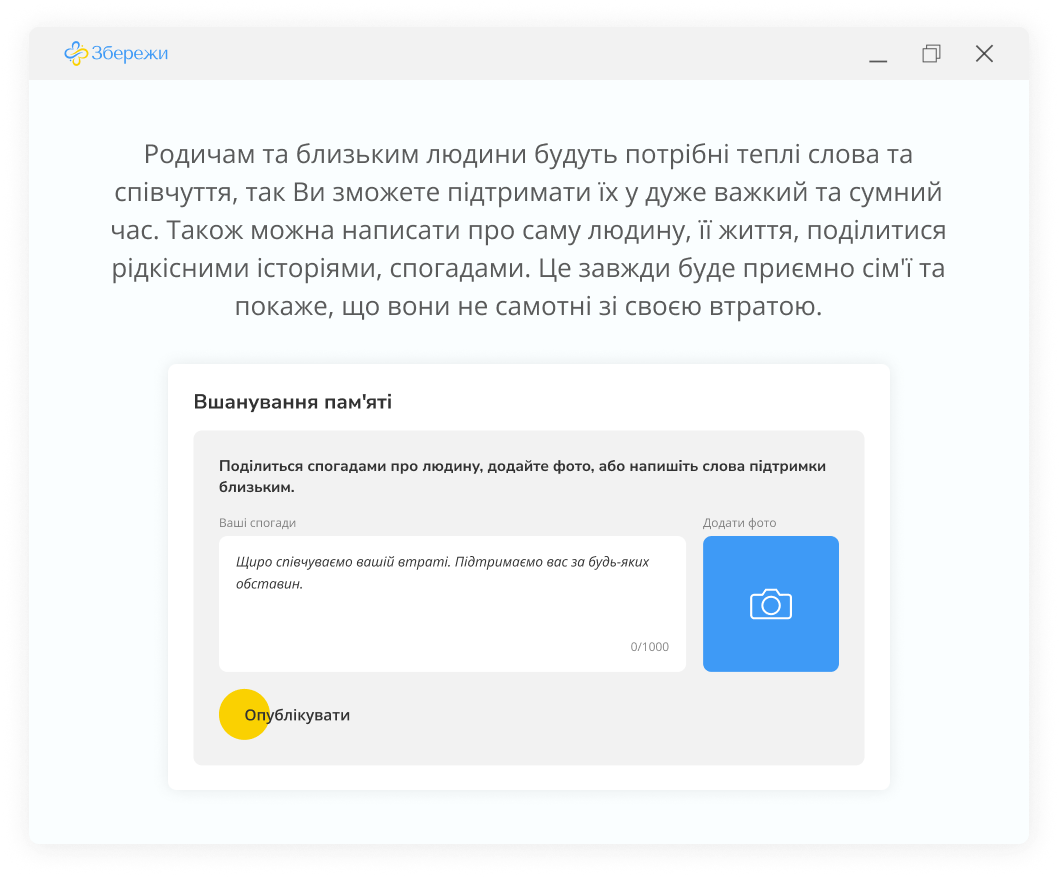 Збережи
Родичам та близьким людини будуть потрібні теплі слова та
співчуття, так Ви зможете підтримати їх у дуже важкий та сумний
час. Також можна написати про саму людину, її життя, поділитися
рідкісними історіями, спогадами. Це завжди буде приємно сім'ї та
покаже, що вони не самотні зі своєю втратою.
Вшанування пам'яті
Поділиться спогадами про людину, додайте фото, або напишіть слова підтримки
близьким.
Ваші спогади
Додати фото
Щиро співчуваємо вашій втраті. Підтримаємо вас за будь-яких
обставин.
0/1000
Опублікувати